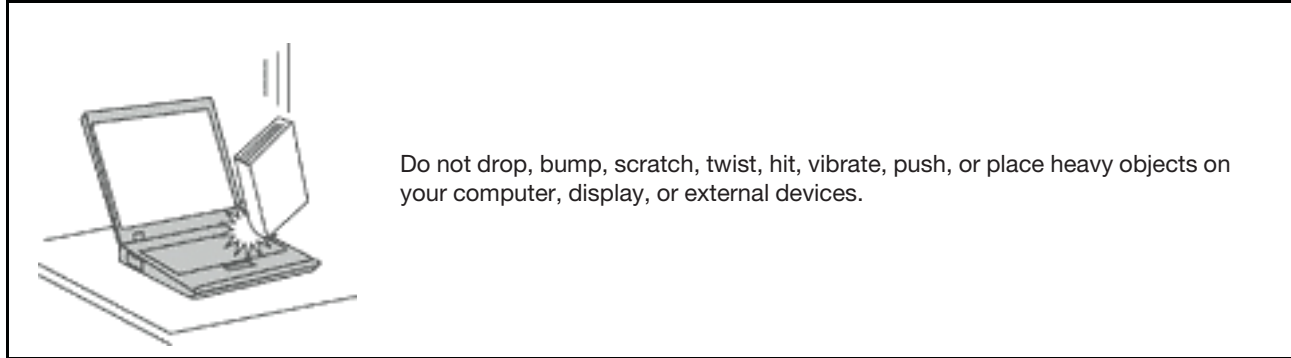 Do not drop, bump, scratch, twist, hit, vibrate, push, or place heavy objects on
your computer, display, or external devices.